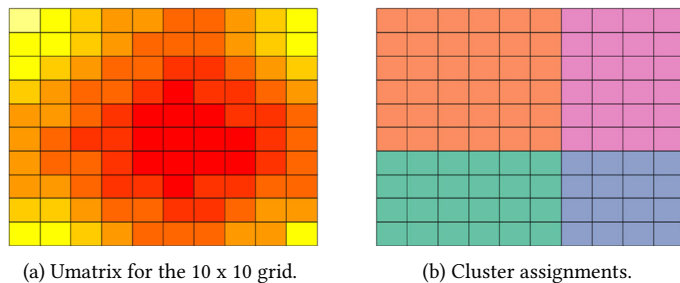 (a) Umatrix for the 10 x 10 grid.
(b) Cluster assignments.